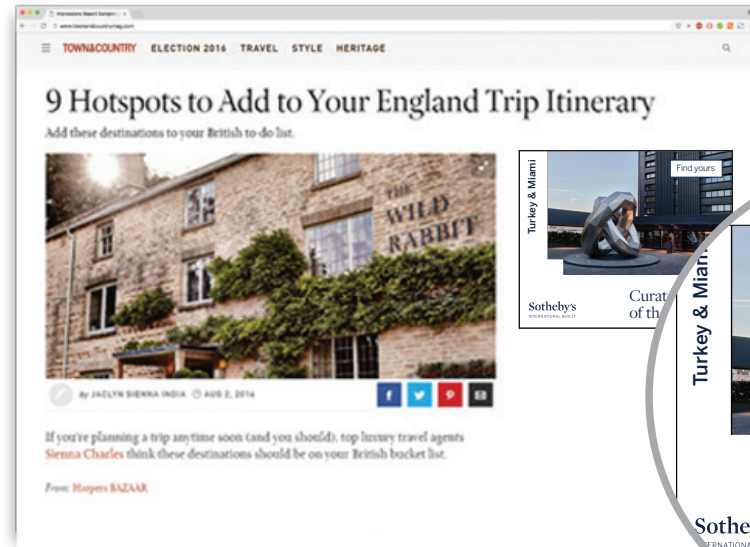 www.townandcountrymag.com
TOWN&COUNTRY ELECTION 2016 TRAVEL STYLE HERITAGE
9 Hotspots to Add to Your England Trip Itinerary
Add these destinations to your British to-do list.
THE
WILD
RABBIT
by JACLYN SIENNA INDIA AUG 2, 2016
If you're planning a trip anytime soon (and you should), top luxury travel agents
Sienna Charles think these destinations should be on your British bucket list.
From: Harpers BAZAAR
Turkey & Miami
Find yours
Sotheby's
INTERNATIONAL REALTY
Curat
of th
Turkey & Miami
Sothe